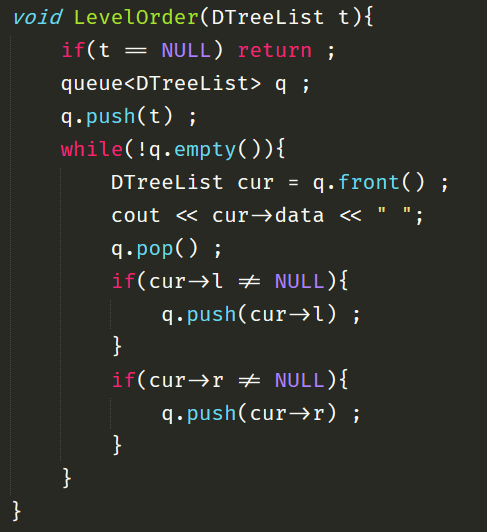 void LevelOrder(DTreeList t){
    if(t == NULL) return ;
    queue<DTreeList> q ;
    q.push(t) ;
    while(!q.empty()){
        DTreeList cur = q.front() ;
        cout << cur->data << " ";
        q.pop() ;
        if(cur->l != NULL){
            q.push(cur->l) ;
        }
        if(cur->r != NULL){
            q.push(cur->r) ;
        }
    }
}